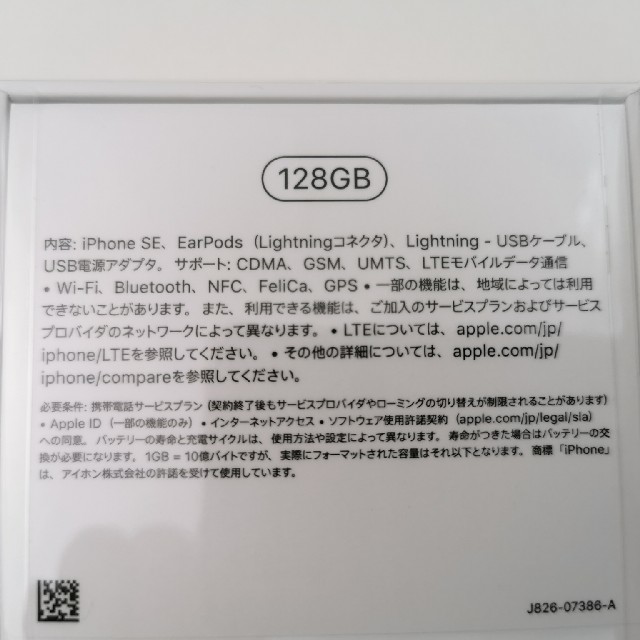 128GB
内容: iPhone SE、EarPods（Lightningコネクタ）、Lightning - USBケーブル、
USB電源アダプタ。 サポート: CDMA、GSM、UMTS、LTEモバイルデータ通信
• Wi-Fi、Bluetooth、NFC、FeliCa、GPS • 一部の機能は、地域によっては利用
できないことがあります。また、利用できる機能は、ご加入のサービスプランおよびサービス
プロバイダのネットワークによって異なります。 • LTEについては、apple.com/jp/
iphone/LTEを参照してください。 • その他の詳細については、apple.com/jp/
iphone/compareを参照してください。
必要条件: 携帯電話サービスプラン（契約終了後もサービスプロバイダやローミングの切り替えが制限されることがあります）
• Apple ID（一部の機能のみ）• インターネットアクセス • ソフトウェア使用許諾契約（apple.com/jp/legal/sla）
への同意。 バッテリーの寿命と充電サイクルは、使用方法や設定によって異なります。 寿命がつきた場合はバッテリーの交
換が必要になります。 1GB = 10億バイトですが、実際にフォーマットされた容量はそれ以下となります。 商標「iPhone」
は、アイホン株式会社の許諾を受けて使用しています。
J826-07386-A